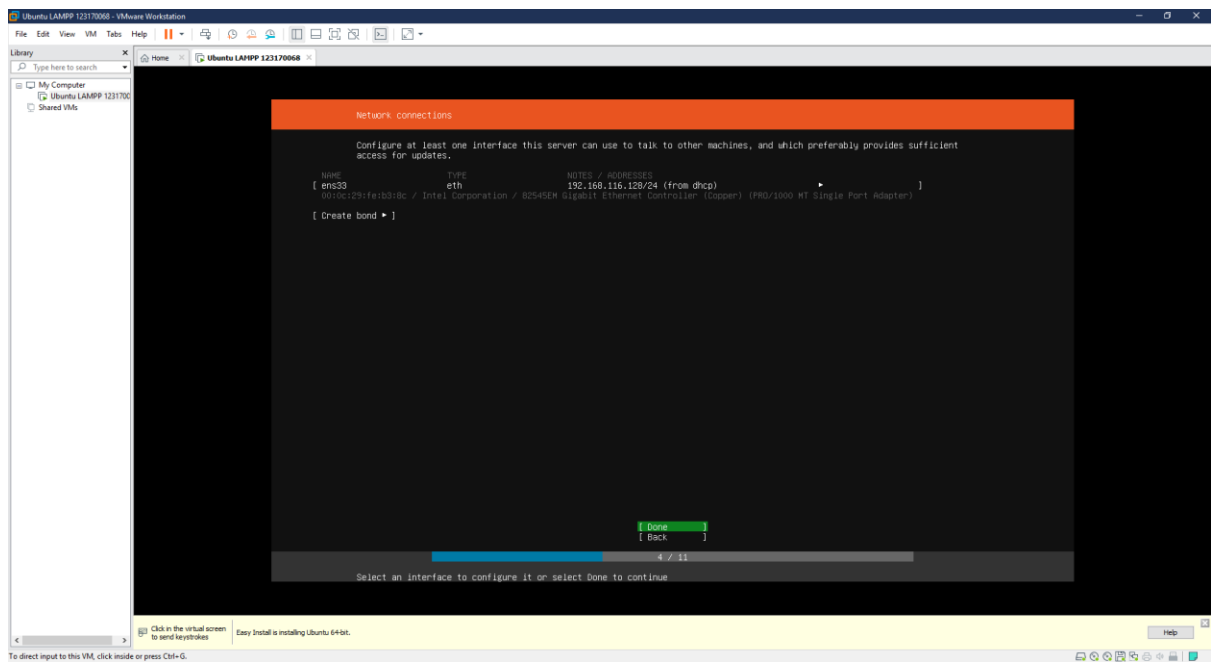 Ubuntu LAMPP 123170068 - VMware Workstation
File Edit View VM Tabs Help
Library
Home
Ubuntu LAMPP 123170068
Type here to search
My Computer
Ubuntu LAMPP 1231700
Shared VMs
Network connections
Configure at least one interface this server can use to talk to other machines, and which preferably provides sufficient
access for updates.
NAME TYPE NOTES / ADDRESSES
[ ens33 eth 192.168.116.128/24 (from dhcp) ▸ ]
00:0c:29:fe:b3:8c / Intel Corporation / 82545EM Gigabit Ethernet Controller (Copper) (PRO/1000 MT Single Port Adapter)
[ Create bond ▸ ]
[ Done ]
[ Back ]
4 / 11
Select an interface to configure it or select Done to continue
Click in the virtual screen
to send keystrokes
Easy Install is installing Ubuntu 64-bit.
Help
To direct input to this VM, click inside or press Ctrl+G.